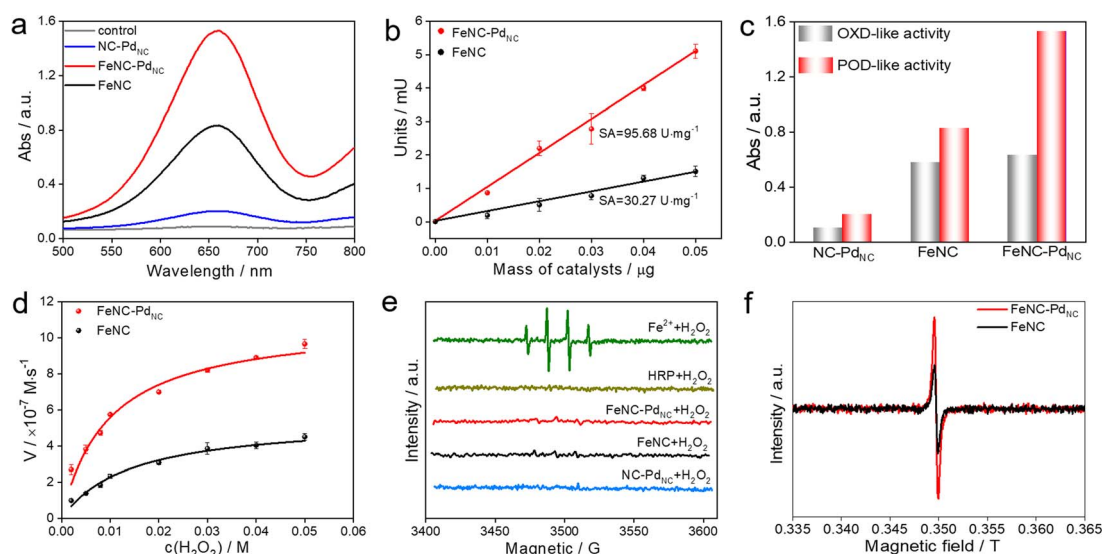 a
control
NC-Pd_NC
FeNC-Pd_NC
FeNC
Abs / a.u.
1.6
1.2
0.8
0.4
0.0
500 550 600 650 700 750 800
Wavelength / nm
b
FeNC-Pd_NC
FeNC
Units / mU
6
5
4
3
2
1
0
SA=95.68 U·mg⁻¹
SA=30.27 U·mg⁻¹
0.00 0.01 0.02 0.03 0.04 0.05
Mass of catalysts / μg
c
OXD-like activity
POD-like activity
Abs / a.u.
1.6
1.2
0.8
0.4
0.0
NC-Pd_NC FeNC FeNC-Pd_NC
d
FeNC-Pd_NC
FeNC
V / ×10⁻⁷ M·s⁻¹
12
10
8
6
4
2
0
0.00 0.01 0.02 0.03 0.04 0.05 0.06
c(H₂O₂) / M
e
Intensity / a.u.
Fe²⁺+H₂O₂
HRP+H₂O₂
FeNC-Pd_NC+H₂O₂
FeNC+H₂O₂
NC-Pd_NC+H₂O₂
3400 3500 3600
Magnetic / G
f
FeNC-Pd_NC
FeNC
Intensity / a.u.
0.335 0.340 0.345 0.350 0.355 0.360 0.365
Magnetic field / T